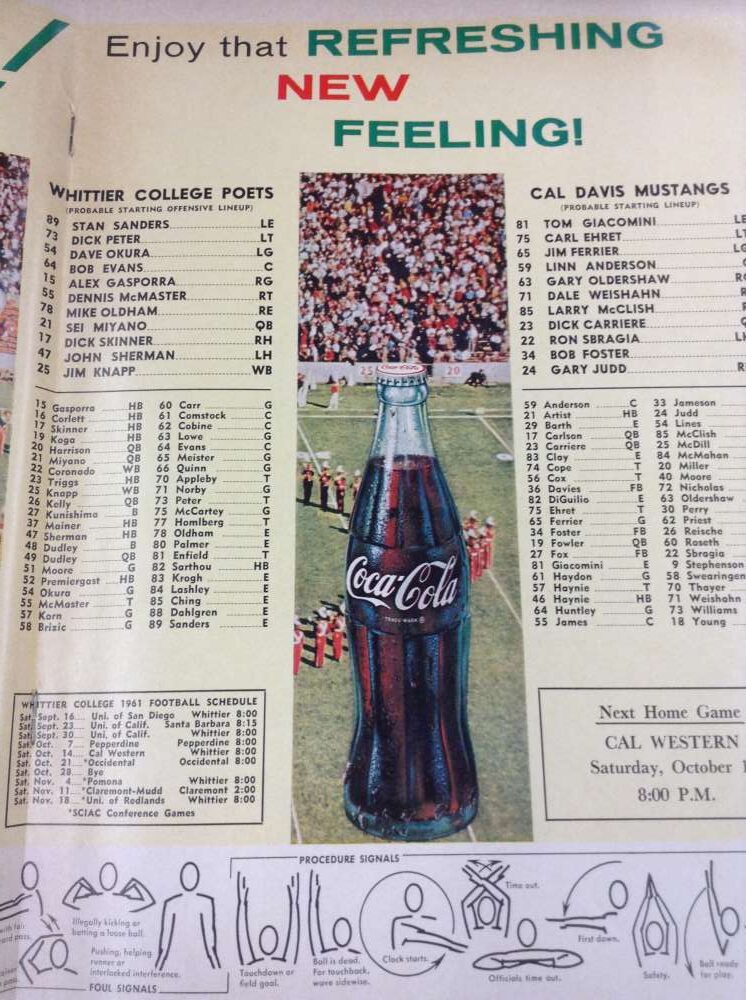 Enjoy that REFRESHING
NEW
FEELING!
WHITTIER COLLEGE POETS
(PROBABLE STARTING OFFENSIVE LINEUP)
89 STAN SANDERS LE
73 DICK PETER LT
54 DAVE OKURA LG
64 BOB EVANS C
15 ALEX GASPORRA RG
55 DENNIS McMASTER RT
78 MIKE OLDHAM RE
21 SEI MIYANO QB
17 DICK SKINNER RH
47 JOHN SHERMAN LH
25 JIM KNAPP WB
15 Gasporra HB
16 Corlett HB
17 Skinner HB
19 Koga HB
20 Harrison QB
21 Miyano QB
22 Coronado WB
23 Triggs HB
25 Knapp WB
26 Kelly QB
27 Kunishima B
37 Mainer HB
47 Sherman HB
48 Dudley B
49 Dudley QB
51 Moore G
52 Premiergast HB
54 Okura G
55 McMaster T
57 Korn G
58 Brizic G
60 Carr G
61 Comstock C
62 Cobine C
63 Lowe G
64 Evans C
65 Meister G
66 Quinn G
70 Appleby T
71 Norby G
73 Peter T
75 McCartey G
77 Homlberg T
78 Oldham E
80 Palmer E
81 Enfield T
82 Sarthou HB
83 Krogh E
84 Lashley E
85 Ching E
88 Dahlgren E
89 Sanders E
WHITTIER COLLEGE 1961 FOOTBALL SCHEDULE
Sat. Sept. 16 Uni. of San Diego Whittier 8:00
Sat. Sept. 23 Uni. of Calif. Santa Barbara 8:15
Sat. Sept. 30 Uni. of Calif. Whittier 8:00
Sat. Oct. 7 Pepperdine Pepperdine 8:00
Sat. Oct. 14 Cal Western Whittier 8:00
Sat. Oct. 21 *Occidental Occidental 8:00
Sat. Oct. 28 Bye
Sat. Nov. 4 *Pomona Whittier 8:00
Sat. Nov. 11 *Claremont-Mudd Claremont 2:00
Sat. Nov. 18 *Uni. of Redlands Whittier 8:00
*SCIAC Conference Games
25 20
Coca-Cola
TRADE-MARK ®
CAL DAVIS MUSTANGS
(PROBABLE STARTING LINEUP)
81 TOM GIACOMINI LE
75 CARL EHRET LT
65 JIM FERRIER LG
59 LINN ANDERSON
63 GARY OLDERSHAW RG
71 DALE WEISHAHN
85 LARRY McCLISH
23 DICK CARRIERE
22 RON SBRAGIA LH
34 BOB FOSTER
24 GARY JUDD
59 Anderson C
21 Artist HB
29 Barth E
17 Carlson QB
23 Carriere QB
83 Clay E
74 Cope T
56 Cox T
36 Davies FB
82 DiGuilio E
75 Ehret T
65 Ferrier G
34 Foster FB
19 Fowler QB
27 Fox FB
81 Giacomini E
61 Haydon G
57 Haynie T
46 Haynie HB
64 Huntley G
55 James C
33 Jameson
24 Judd
54 Lines
85 McClish
25 McDill
84 McMahan
20 Miller
40 Moore
72 Nicholas
63 Oldershaw
30 Perry
62 Priest
26 Reische
60 Roseth
22 Sbragia
9 Stephenson
58 Swearingen
70 Thayer
71 Weishahn
73 Williams
18 Young
Next Home Game
CAL WESTERN
Saturday, October 1
8:00 P.M.
PROCEDURE SIGNALS
Illegally kicking or
batting a loose ball.
Pushing, helping
runner or
interlocked interference.
FOUL SIGNALS
Touchdown or
field goal.
Ball is dead.
For touchback,
wave sidewise.
Clock starts.
Time out.
Officials time out.
First down.
Safety.
Ball ready
for play.